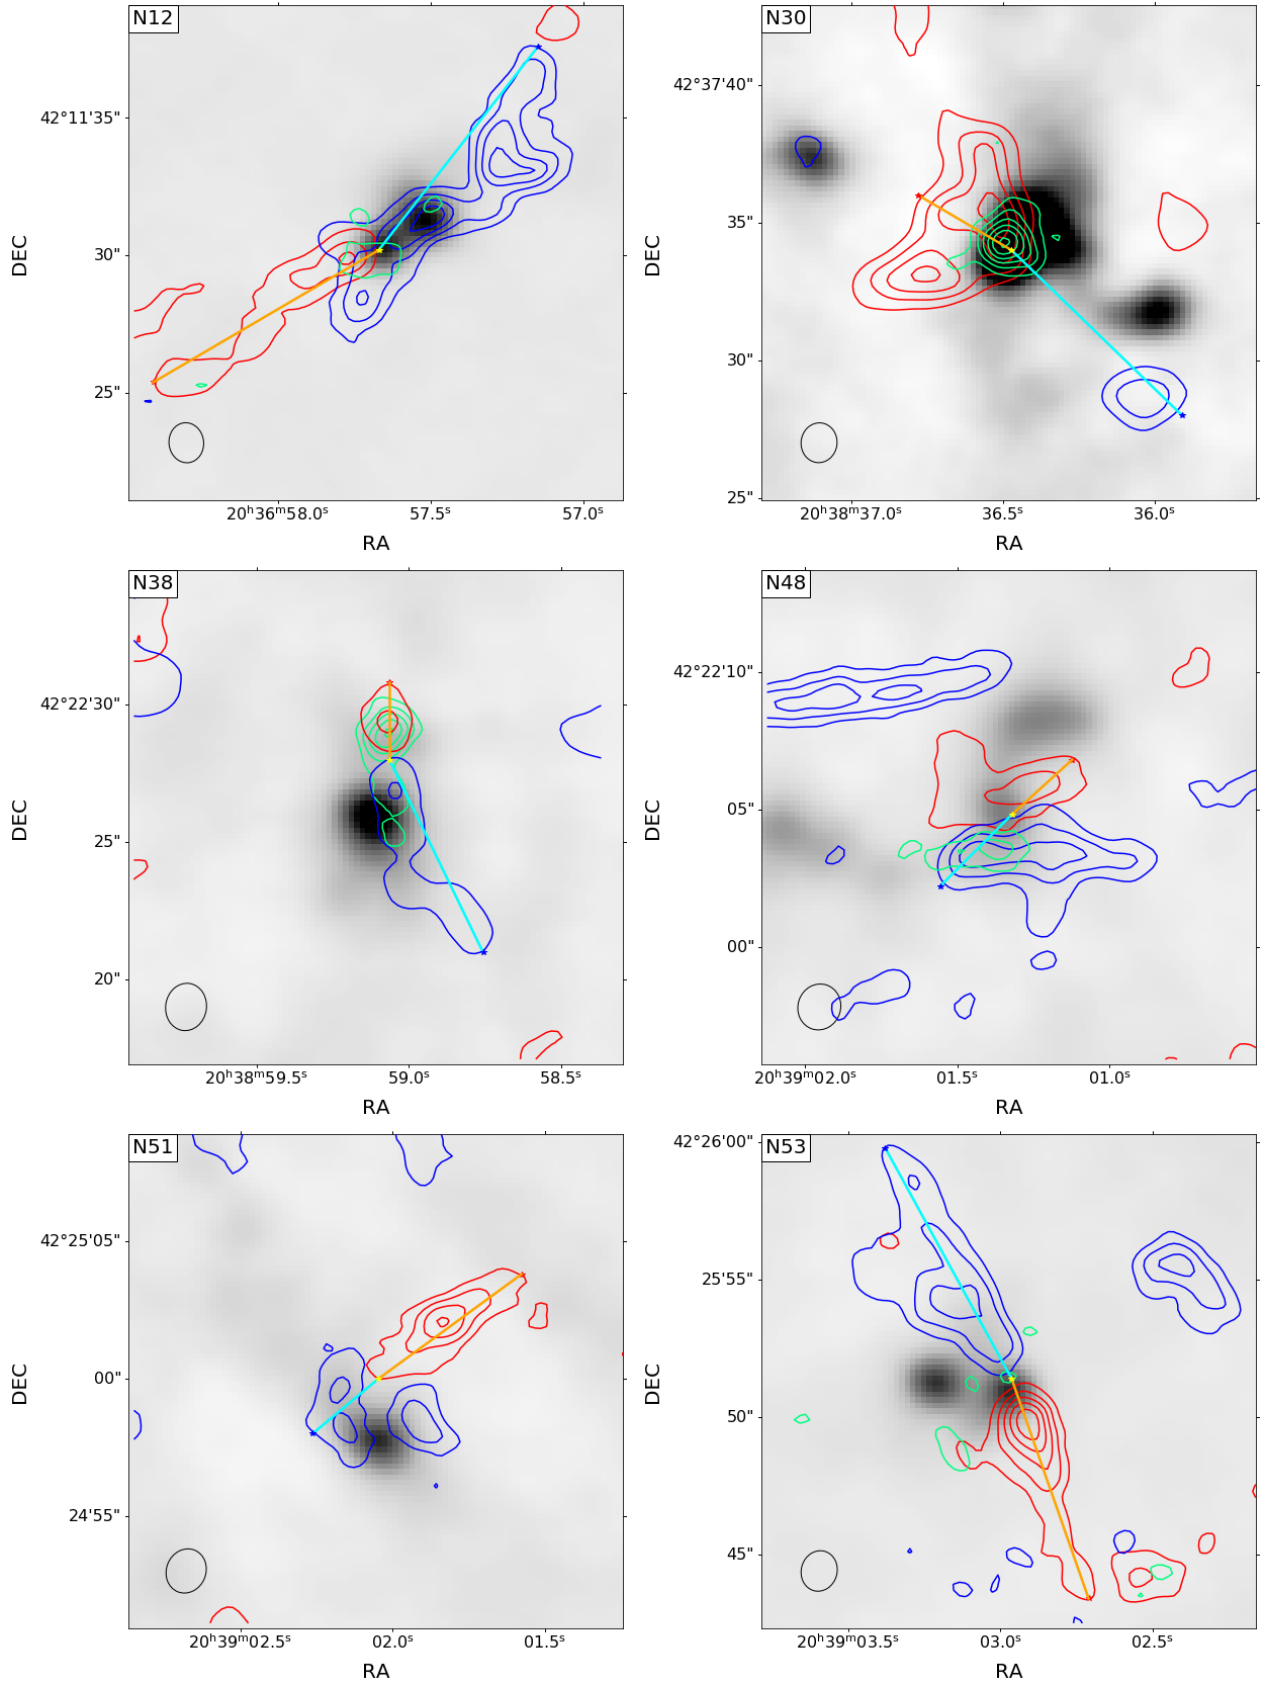 N12
DEC
42°11'35"
30"
25"
20ʰ36ᵐ58.0ˢ
57.5ˢ
57.0ˢ
RA
N30
DEC
42°37'40"
35"
30"
25"
20ʰ38ᵐ37.0ˢ
36.5ˢ
36.0ˢ
RA
N38
DEC
42°22'30"
25"
20"
20ʰ38ᵐ59.5ˢ
59.0ˢ
58.5ˢ
RA
N48
DEC
42°22'10"
05"
00"
20ʰ39ᵐ02.0ˢ
01.5ˢ
01.0ˢ
RA
N51
DEC
42°25'05"
00"
24'55"
20ʰ39ᵐ02.5ˢ
02.0ˢ
01.5ˢ
RA
N53
DEC
42°26'00"
25'55"
50"
45"
20ʰ39ᵐ03.5ˢ
03.0ˢ
02.5ˢ
RA